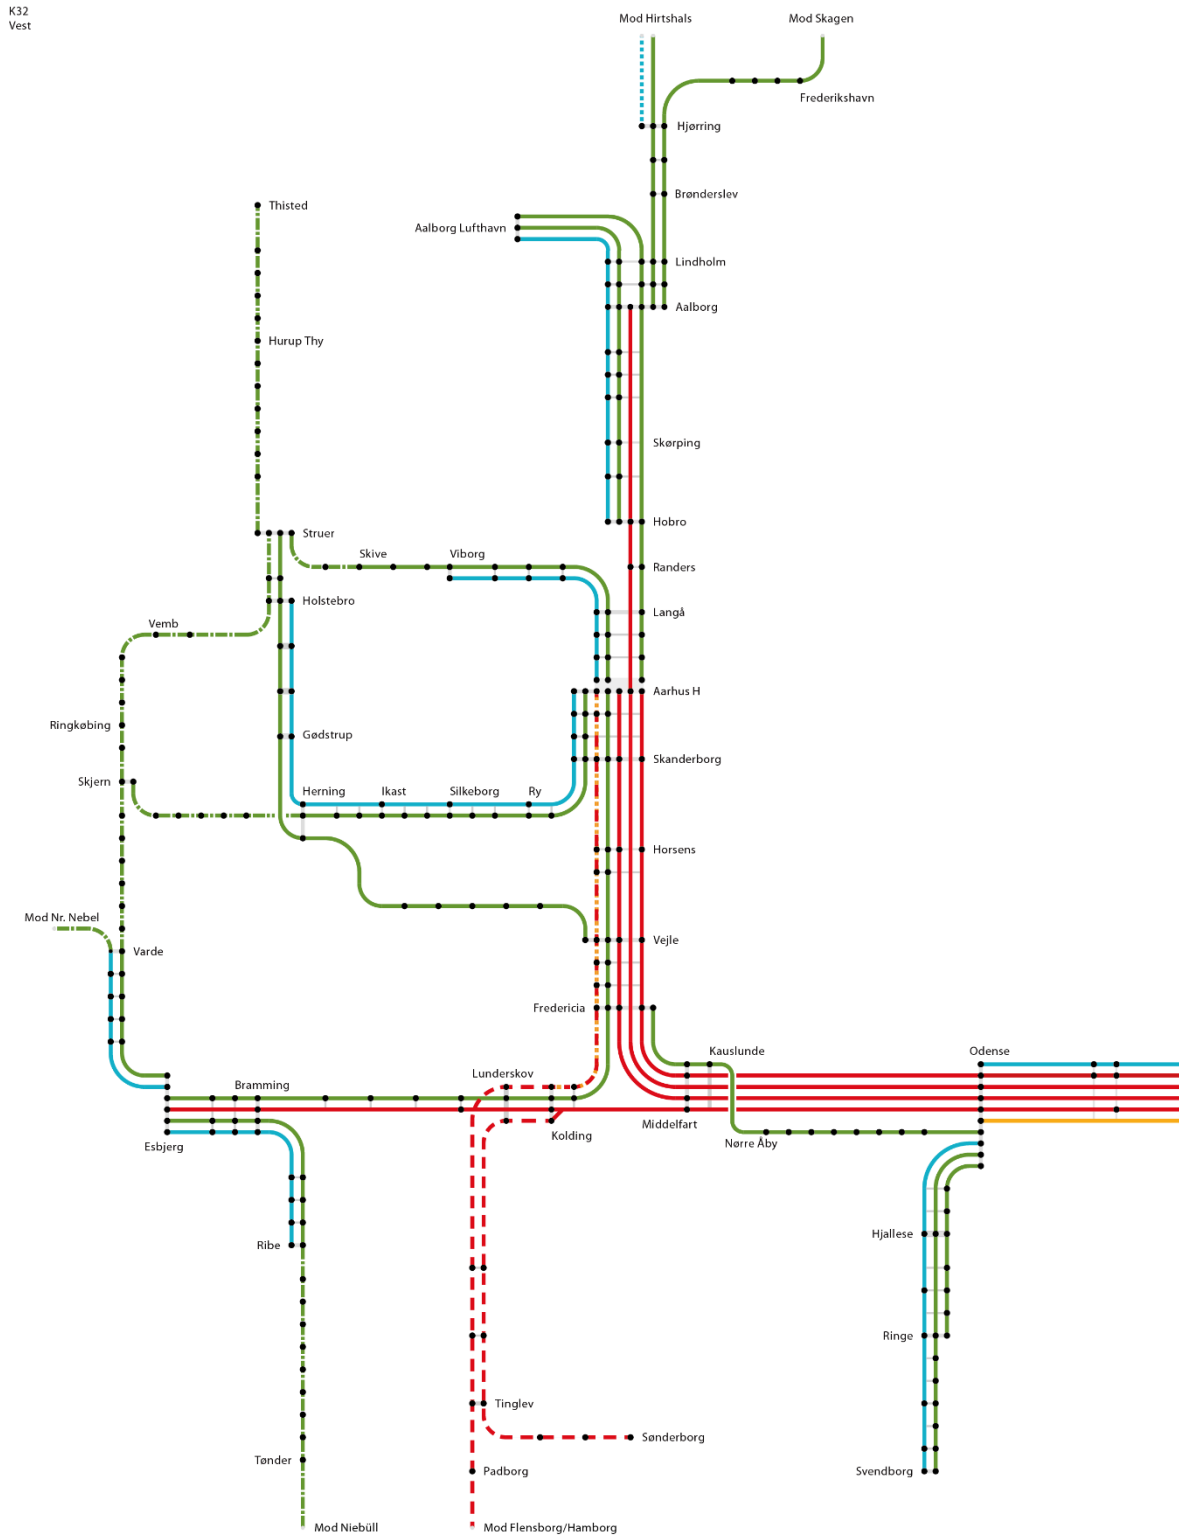 K32
Vest
Mod Hirtshals
Mod Skagen
Frederikshavn
Hjørring
Brønderslev
Thisted
Aalborg Lufthavn
Lindholm
Aalborg
Hurup Thy
Skørping
Hobro
Struer
Skive
Viborg
Randers
Holstebro
Langå
Vemb
Aarhus H
Ringkøbing
Gødstrup
Skanderborg
Skjern
Herning
Ikast
Silkeborg
Ry
Horsens
Mod Nr. Nebel
Varde
Vejle
Fredericia
Kauslunde
Odense
Lunderskov
Bramming
Middelfart
Kolding
Nørre Åby
Esbjerg
Hjallese
Ribe
Ringe
Tinglev
Sønderborg
Tønder
Padborg
Svendborg
Mod Niebüll
Mod Flensborg/Hamborg